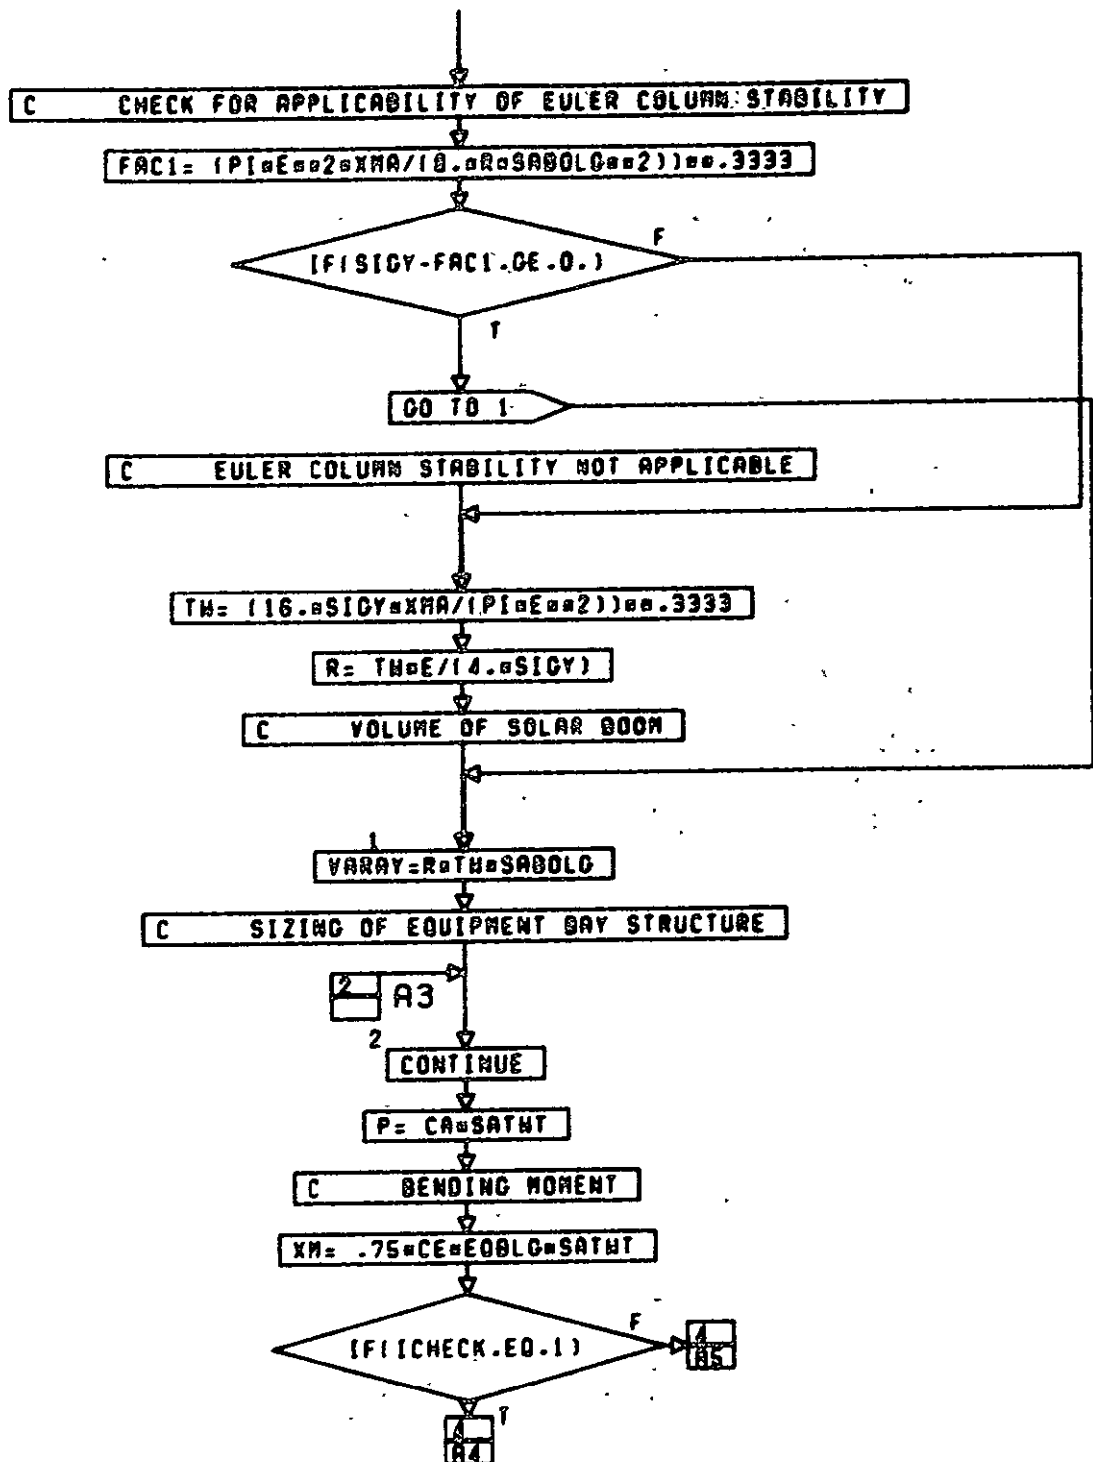 C CHECK FOR APPLICABILITY OF EULER COLUMN STABILITY
FAC1= (PI*E**2*XMA/(8.*R*SABOLG**2))**.3333
F
IF(SIGY-FAC1.GE.0.)
T
GO TO 1
C EULER COLUMN STABILITY NOT APPLICABLE
TH= (16.*SIGY*XMA/(PI*E**2))**.3333
R= TH*E/(4.*SIGY)
C VOLUME OF SOLAR BOOM
1
VARAY=R*TH*SABOLG
C SIZING OF EQUIPMENT BAY STRUCTURE
2
A3
2
CONTINUE
P= CA*SATWT
C BENDING MOMENT
XM= .75*CE*EQBLG*SATWT
F
IF(ICHECK.EQ.1)
4
A5
T
4
A4